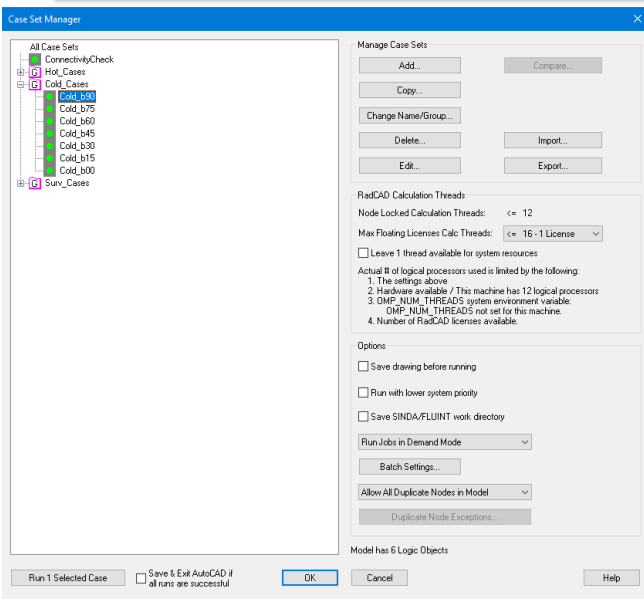 Case Set Manager
All Case Sets
ConnectivityCheck
G Hot_Cases
G Cold_Cases
Cold_b90
Cold_b75
Cold_b60
Cold_b45
Cold_b30
Cold_b15
Cold_b00
G Surv_Cases
Manage Case Sets
Add...
Compare...
Copy...
Change Name/Group...
Delete...
Import...
Edit...
Export...
RadCAD Calculation Threads
Node Locked Calculation Threads: <= 12
Max Floating Licenses Calc Threads: <= 16 - 1 License
Leave 1 thread available for system resources
Actual # of logical processors used is limited by the following:
1. The settings above
2. Hardware available / This machine has 12 logical processors
3. OMP_NUM_THREADS system environment variable:
OMP_NUM_THREADS not set for this machine.
4. Number of RadCAD licenses available.
Options
Save drawing before running
Run with lower system priority
Save SINDA/FLUINT work directory
Run Jobs in Demand Mode
Batch Settings...
Allow All Duplicate Nodes in Model
Duplicate Node Exceptions...
Model has 6 Logic Objects
Run 1 Selected Case
Save & Exit AutoCAD if
all runs are successful
OK
Cancel
Help